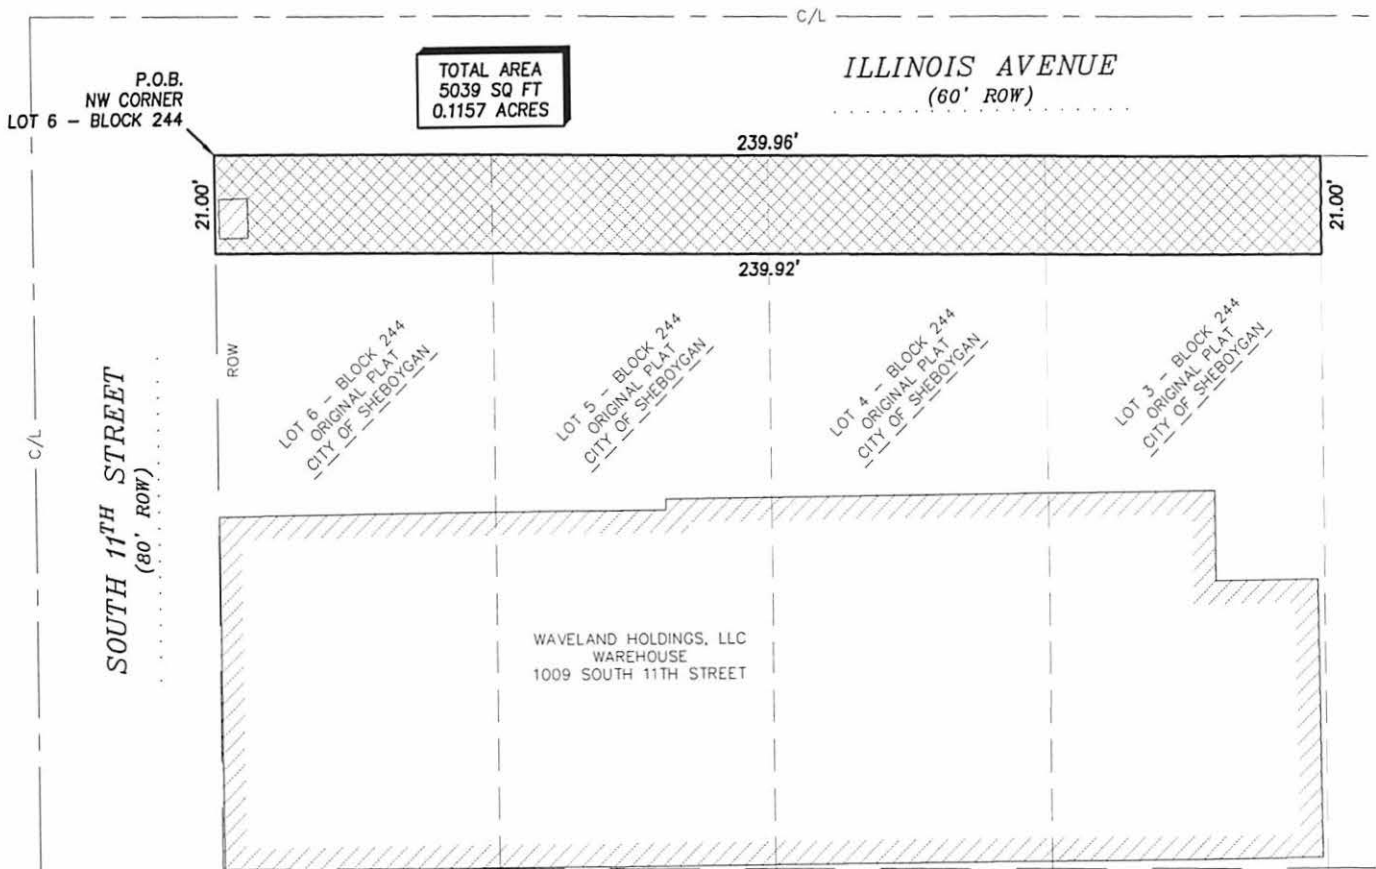 C/L
ILLINOIS AVENUE
(60' ROW)
TOTAL AREA
5039 SQ FT
0.1157 ACRES
P.O.B.
NW CORNER
LOT 6 – BLOCK 244
239.96'
21.00'
21.00'
239.92'
ROW
LOT 6 – BLOCK 244
ORIGINAL PLAT
CITY OF SHEBOYGAN
LOT 5 – BLOCK 244
ORIGINAL PLAT
CITY OF SHEBOYGAN
LOT 4 – BLOCK 244
ORIGINAL PLAT
CITY OF SHEBOYGAN
LOT 3 – BLOCK 244
ORIGINAL PLAT
CITY OF SHEBOYGAN
C/L
SOUTH 11TH STREET
(80' ROW)
WAVELAND HOLDINGS, LLC
WAREHOUSE
1009 SOUTH 11TH STREET